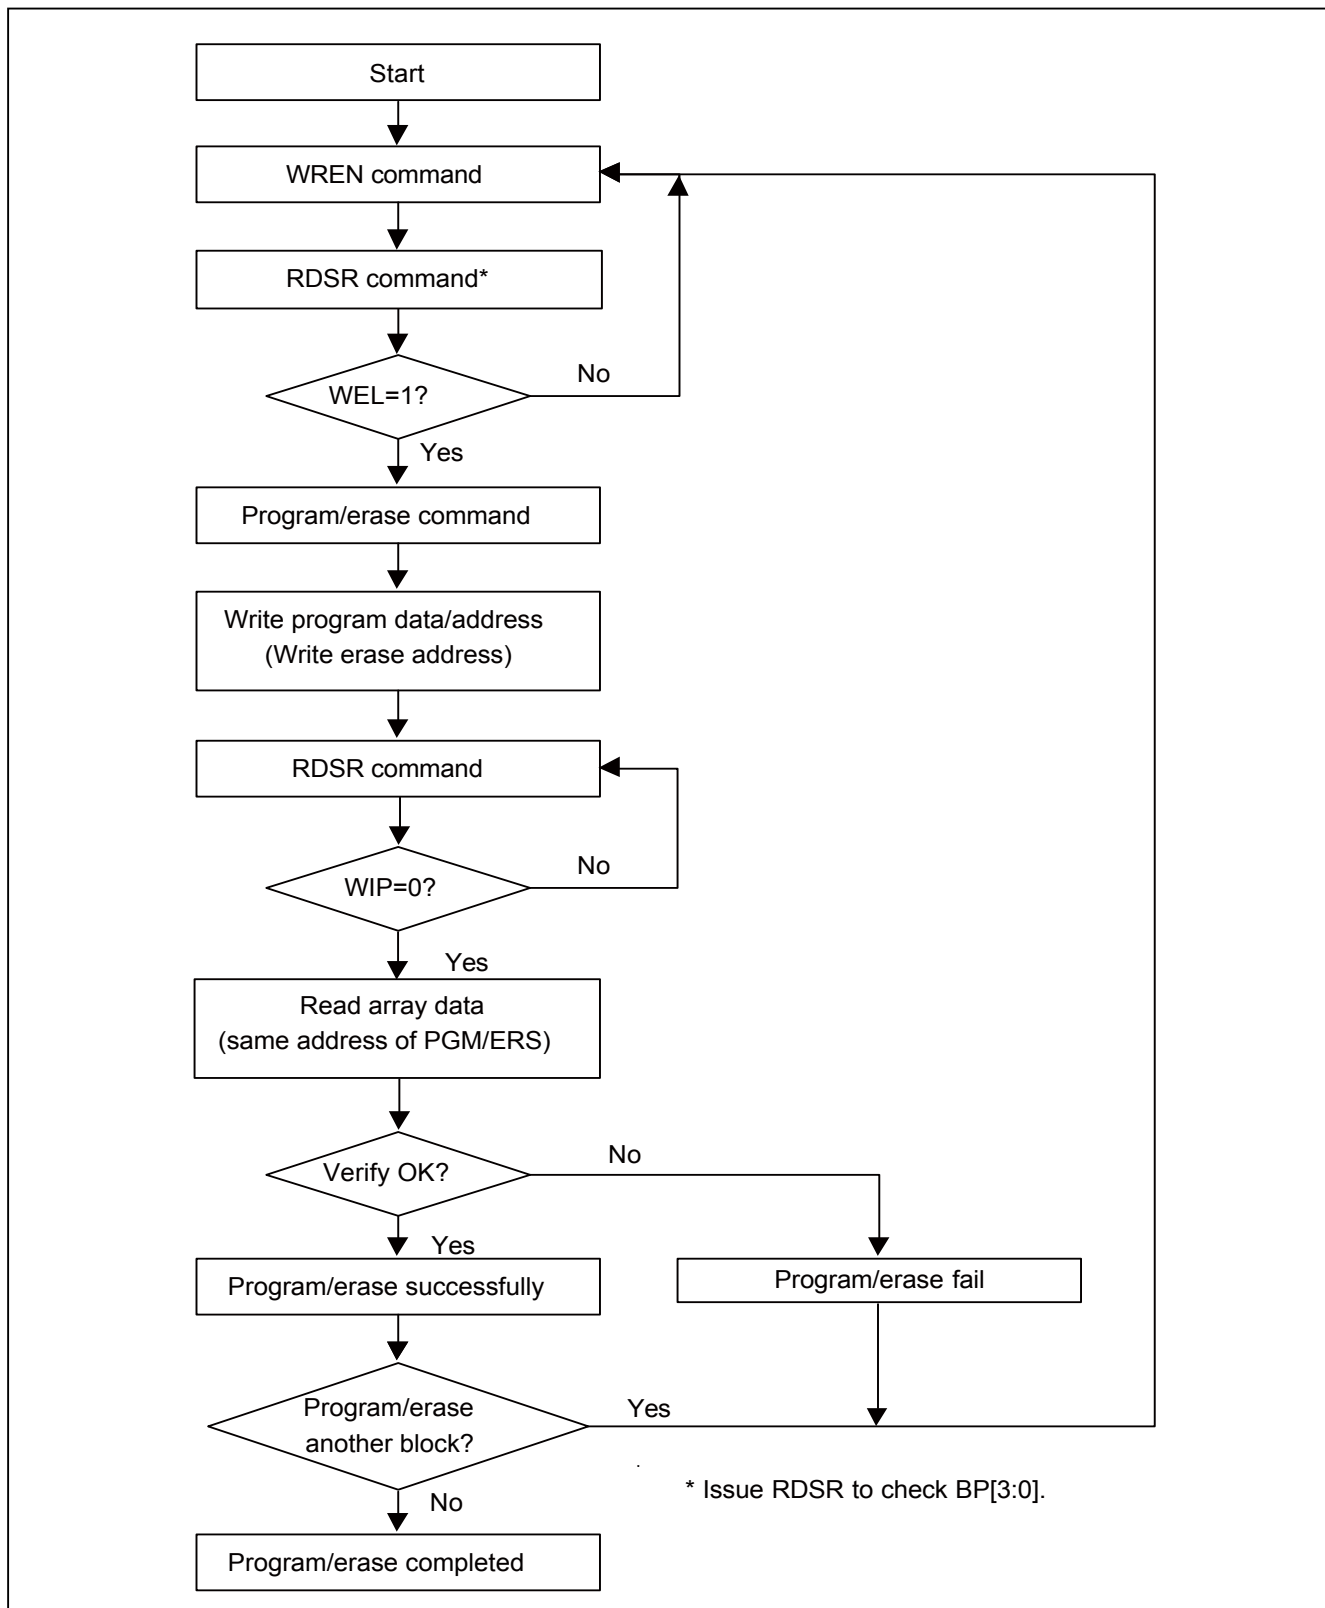 Start
WREN command
RDSR command*
WEL=1?
No
Yes
Program/erase command
Write program data/address
(Write erase address)
RDSR command
WIP=0?
No
Yes
Read array data
(same address of PGM/ERS)
Verify OK?
No
Yes
Program/erase successfully
Program/erase fail
Program/erase
another block?
Yes
* Issue RDSR to check BP[3:0].
No
Program/erase completed